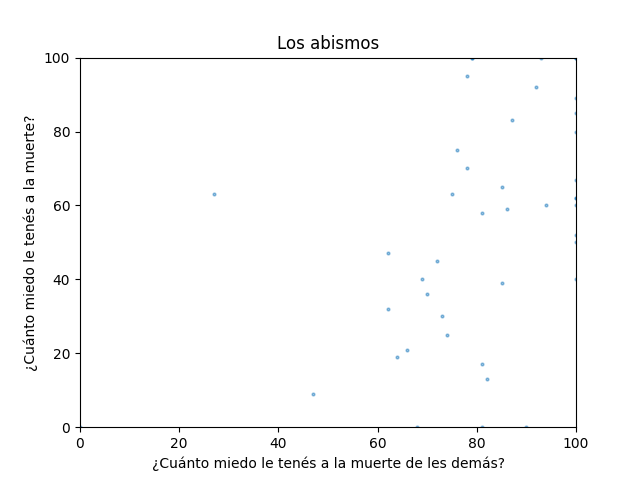 Los abismos
¿Cuánto miedo le tenés a la muerte?
100
80
60
40
20
0
0 20 40 60 80 100
¿Cuánto miedo le tenés a la muerte de les demás?